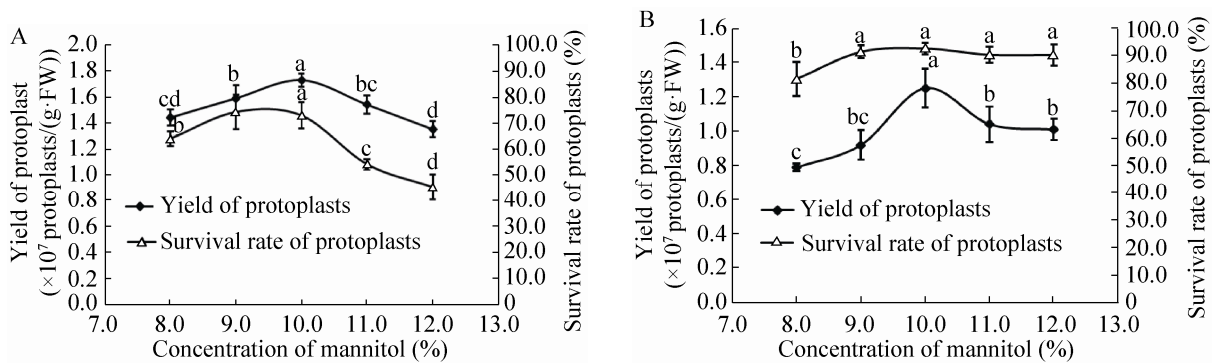 A
Yield of protoplast
(×10⁷ protoplasts/(g·FW))
2.0
1.8
1.6
1.4
1.2
1.0
0.8
0.6
0.4
0.2
0.0
cd
b
a
bc
d
b
a
c
d
Yield of protoplasts
Survival rate of protoplasts
100.0
90.0
80.0
70.0
60.0
50.0
40.0
30.0
20.0
10.0
0
Survival rate of protoplasts (%)
7.0 8.0 9.0 10.0 11.0 12.0 13.0
Concentration of mannitol (%)
B
Yield of protoplasts
(×10⁷ protoplasts/(g·FW))
1.6
1.4
1.2
1.0
0.8
0.6
0.4
0.2
0.0
b
a
a
a
a
c
bc
a
b
b
Yield of protoplasts
Survival rate of protoplasts
100.0
90.0
80.0
70.0
60.0
50.0
40.0
30.0
20.0
10.0
0
Survival rate of protoplasts (%)
7.0 8.0 9.0 10.0 11.0 12.0 13.0
Concentration of mannitol (%)